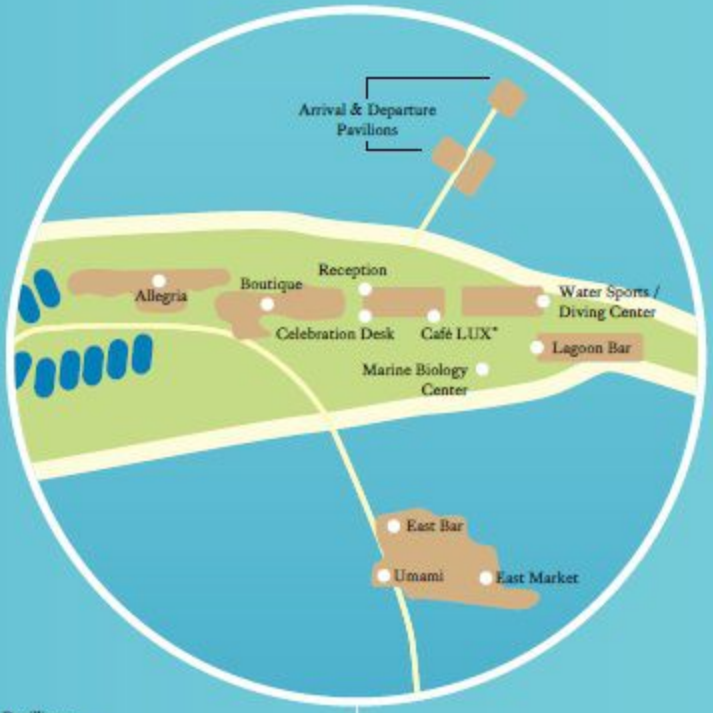 Arrival & Departure
Pavilions
Reception
Boutique
Allegria
Water Sports /
Diving Center
Celebration Desk
Café LUX*
Lagoon Bar
Marine Biology
Center
East Bar
Umami
East Market